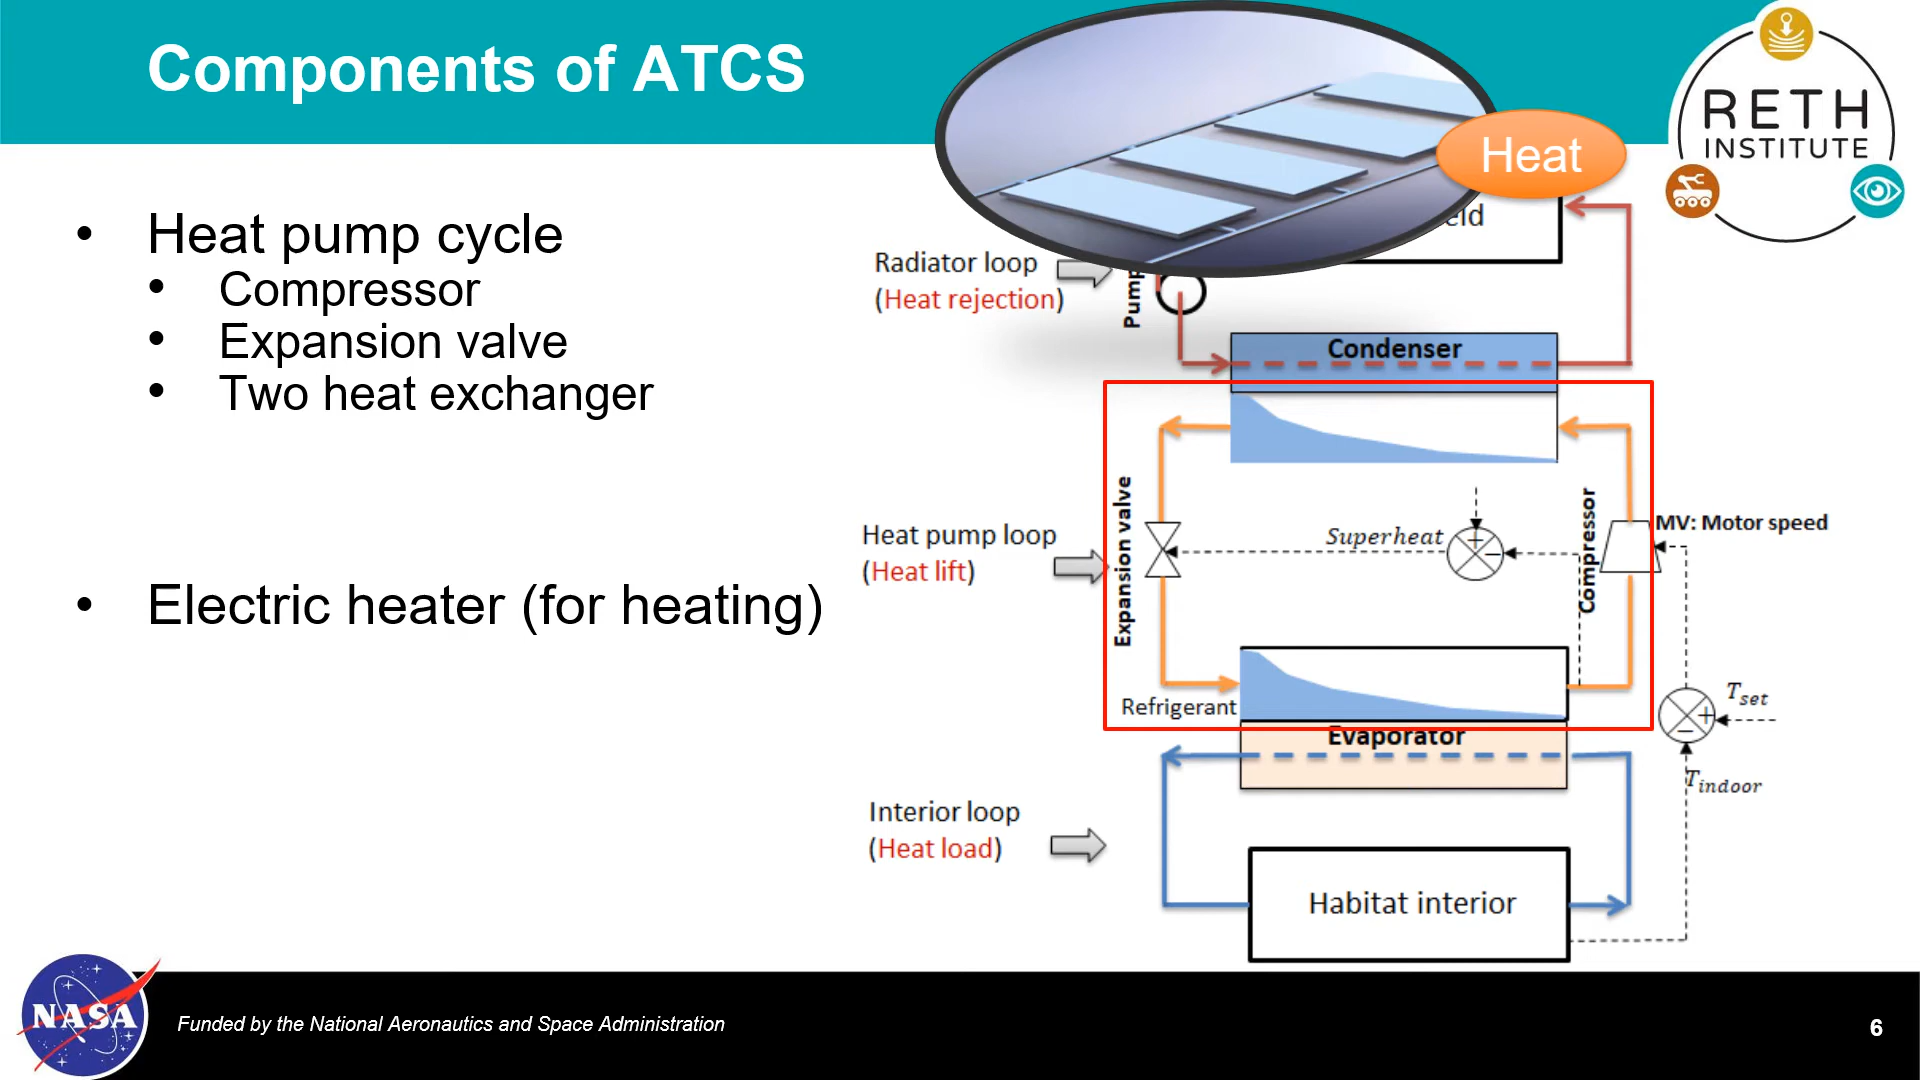 Components of ATCS
Heat
RETH
INSTITUTE
• Heat pump cycle
• Compressor
• Expansion valve
• Two heat exchanger
• Electric heater (for heating)
Radiator loop
(Heat rejection)
Pump
Condenser
Heat pump loop
(Heat lift)
Expansion valve
Superheat
+
−
Compressor
MV: Motor speed
Refrigerant
Evaporator
T_set
+
−
T_indoor
Interior loop
(Heat load)
Habitat interior
NASA
Funded by the National Aeronautics and Space Administration
6